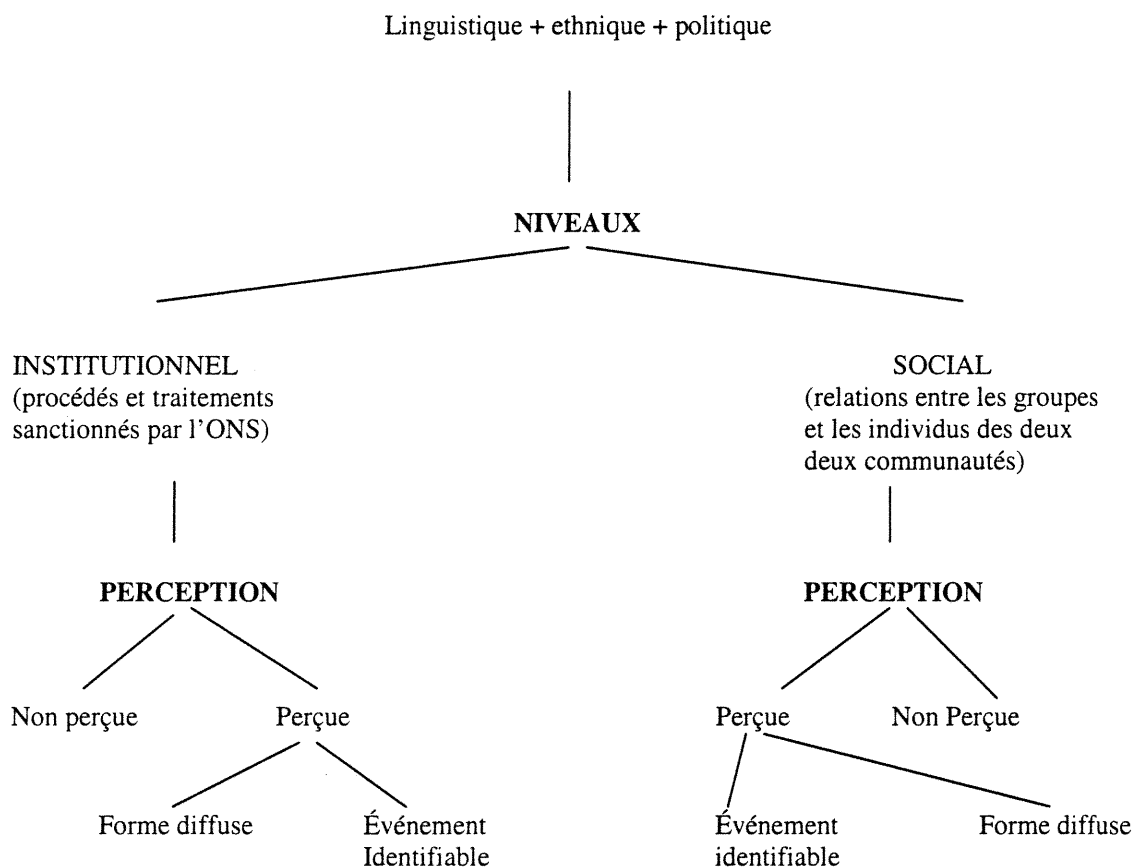 Linguistique + ethnique + politique
NIVEAUX
INSTITUTIONNEL
(procédés et traitements
sanctionnés par l'ONS)
SOCIAL
(relations entre les groupes
et les individus des deux
deux communautés)
PERCEPTION
PERCEPTION
Non perçue
Perçue
Perçue
Non Perçue
Forme diffuse
Événement
Identifiable
Événement
identifiable
Forme diffuse